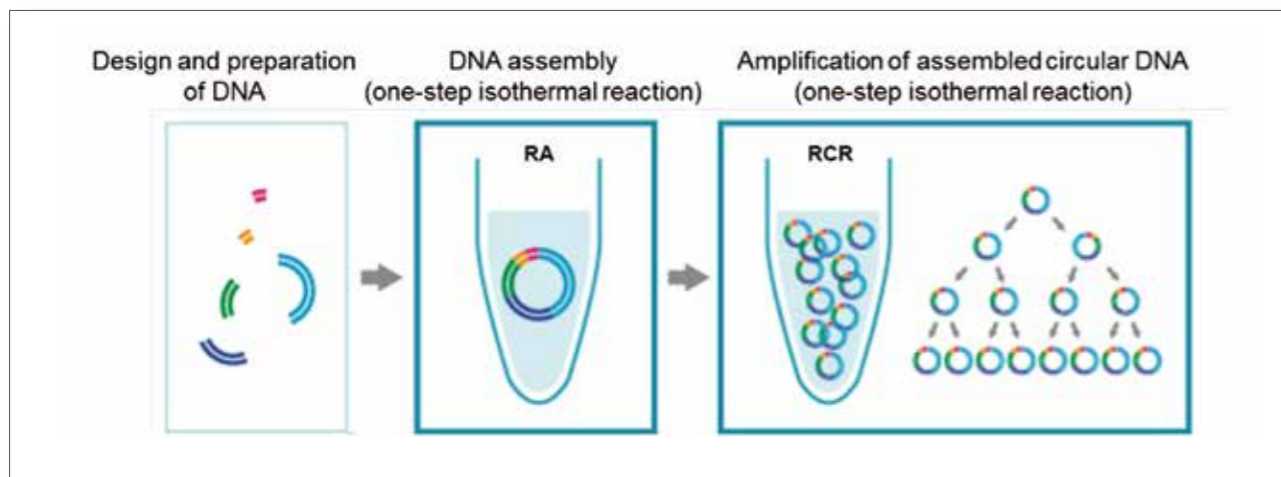 Design and preparation
of DNA
DNA assembly
(one-step isothermal reaction)
Amplification of assembled circular DNA
(one-step isothermal reaction)
RA
RCR